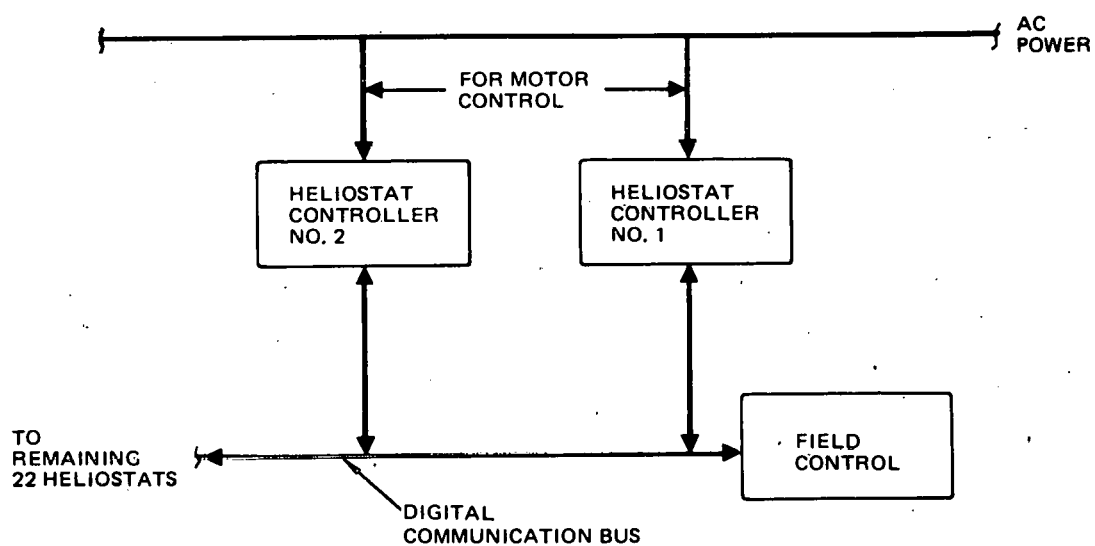 AC
POWER
FOR MOTOR
CONTROL
HELIOSTAT
CONTROLLER
NO. 2
HELIOSTAT
CONTROLLER
NO. 1
TO
REMAINING
22 HELIOSTATS
FIELD
CONTROL
DIGITAL
COMMUNICATION BUS